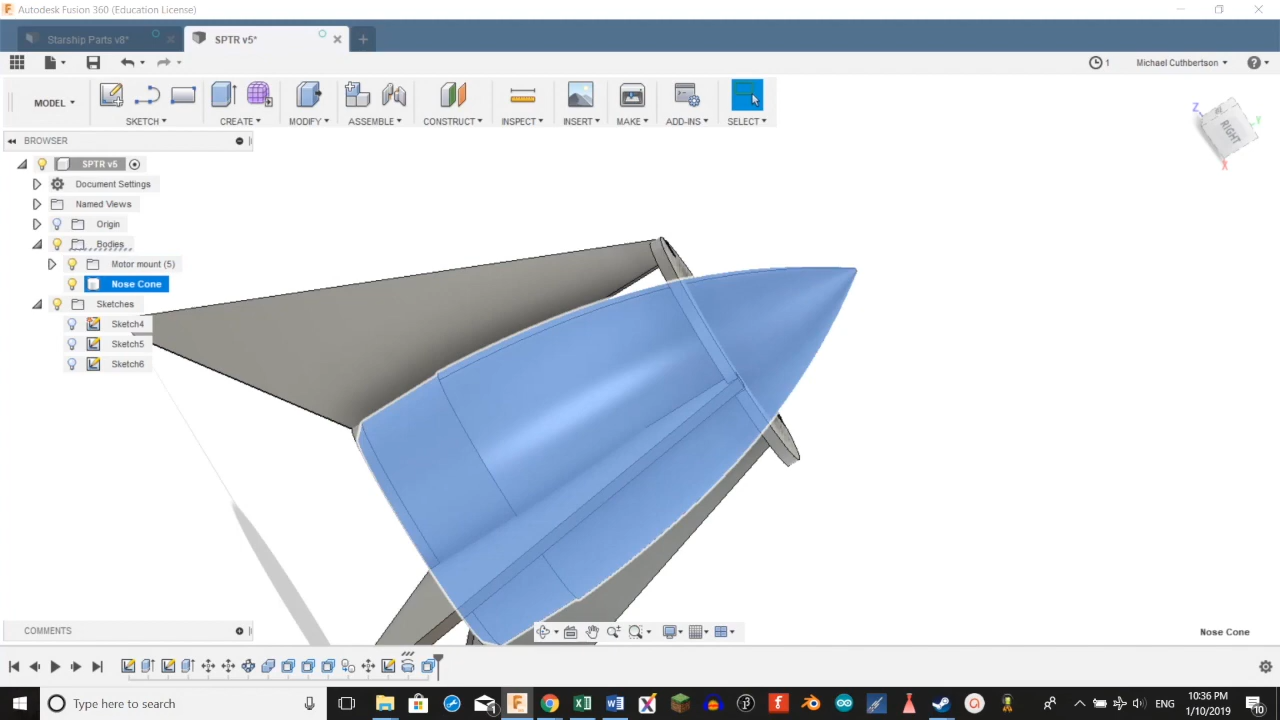 Autodesk Fusion 360 (Education License)
Starship Parts v8*
SPTR v5*
1
Michael Cuthbertson
MODEL
SKETCH
CREATE
MODIFY
ASSEMBLE
CONSTRUCT
INSPECT
INSERT
MAKE
ADD-INS
SELECT
BROWSER
SPTR v5
Document Settings
Named Views
Origin
Bodies
Motor mount (5)
Nose Cone
Sketches
Sketch4
Sketch5
Sketch6
Z
Y
RIGHT
X
COMMENTS
Nose Cone
Type here to search
ENG
10:36 PM
1/10/2019
10